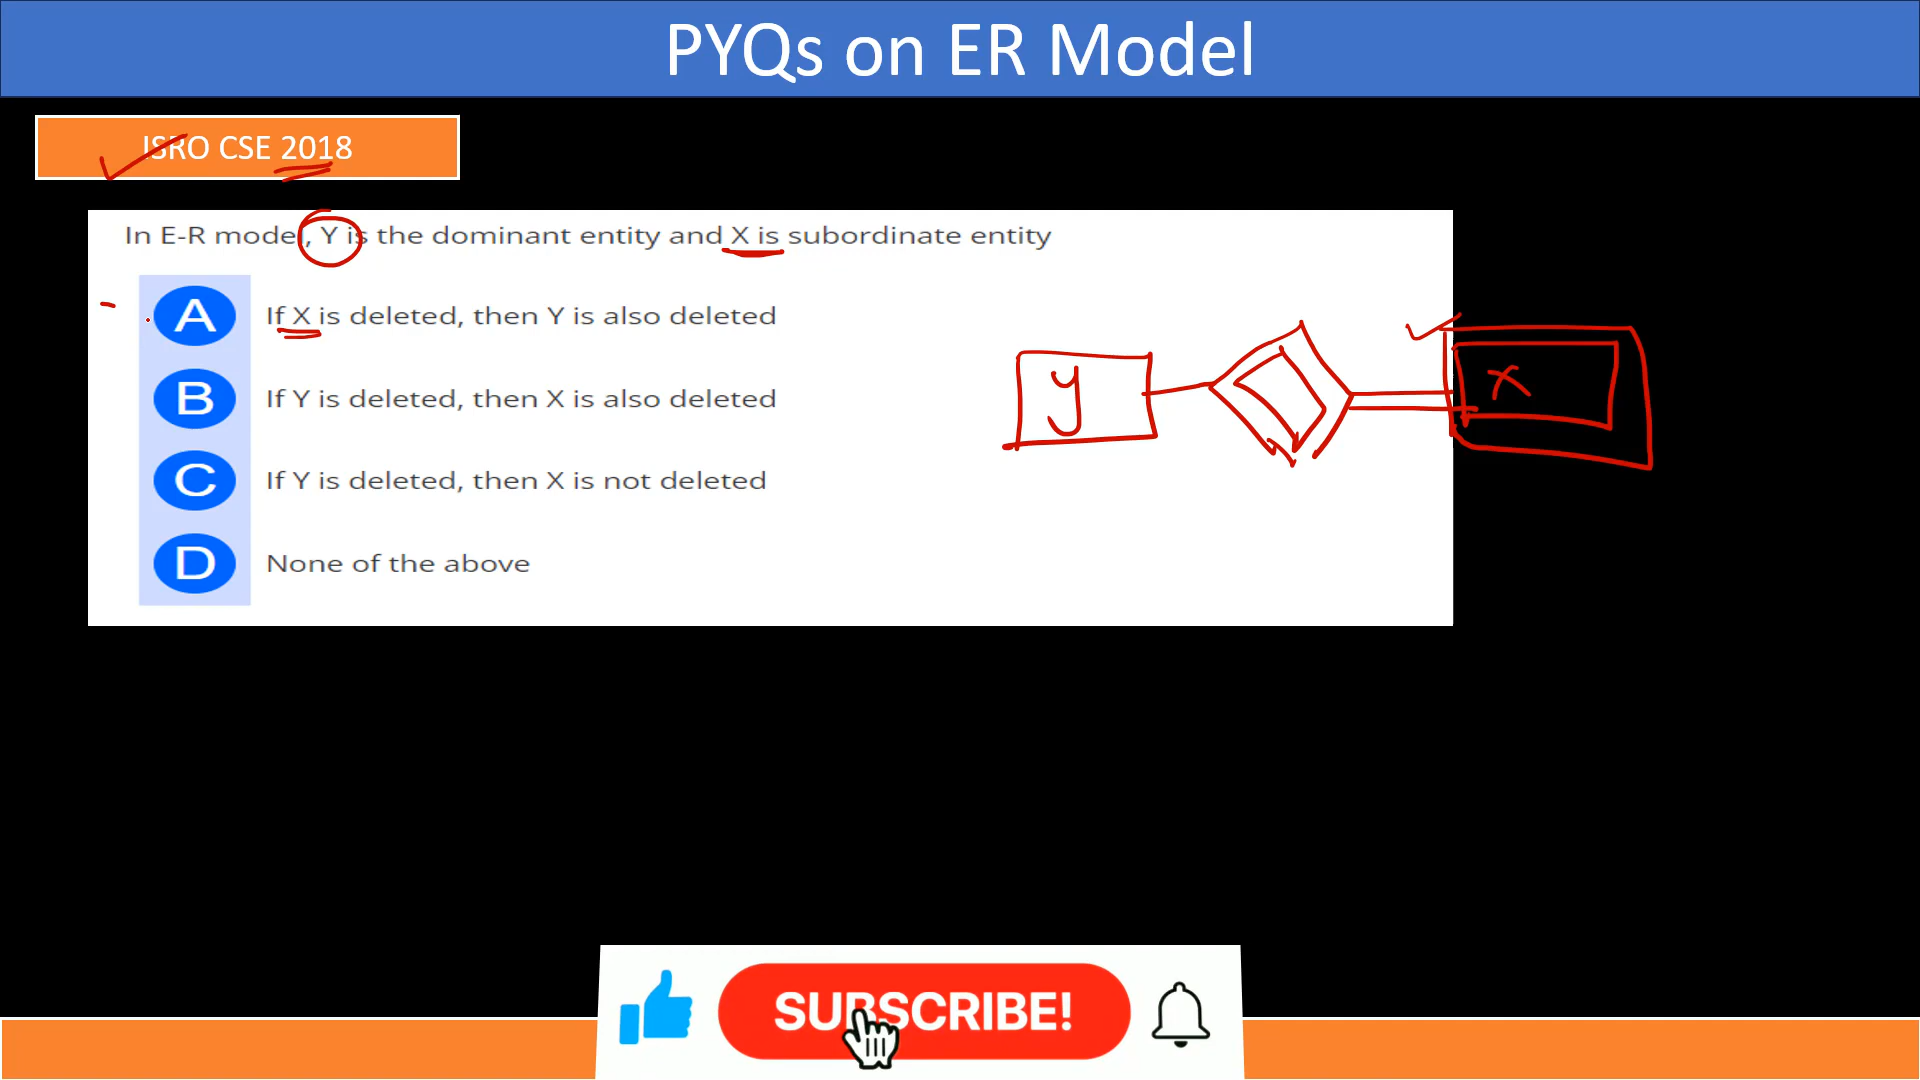 PYQs on ER Model
ISRO CSE 2018
In E-R model, Y is the dominant entity and X is subordinate entity
A If X is deleted, then Y is also deleted
B If Y is deleted, then X is also deleted
C If Y is deleted, then X is not deleted
D None of the above
y
X
SUBSCRIBE!